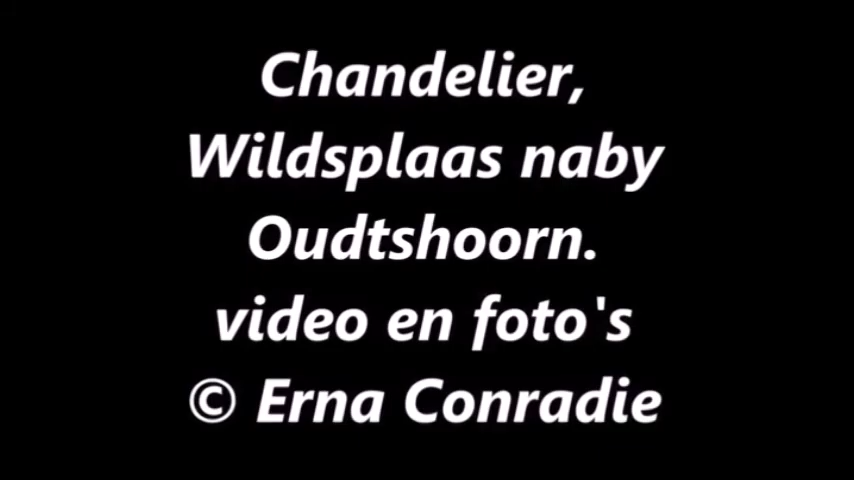 Chandelier,
Wildsplaas naby
Oudtshoorn.
video en foto's
© Erna Conradie